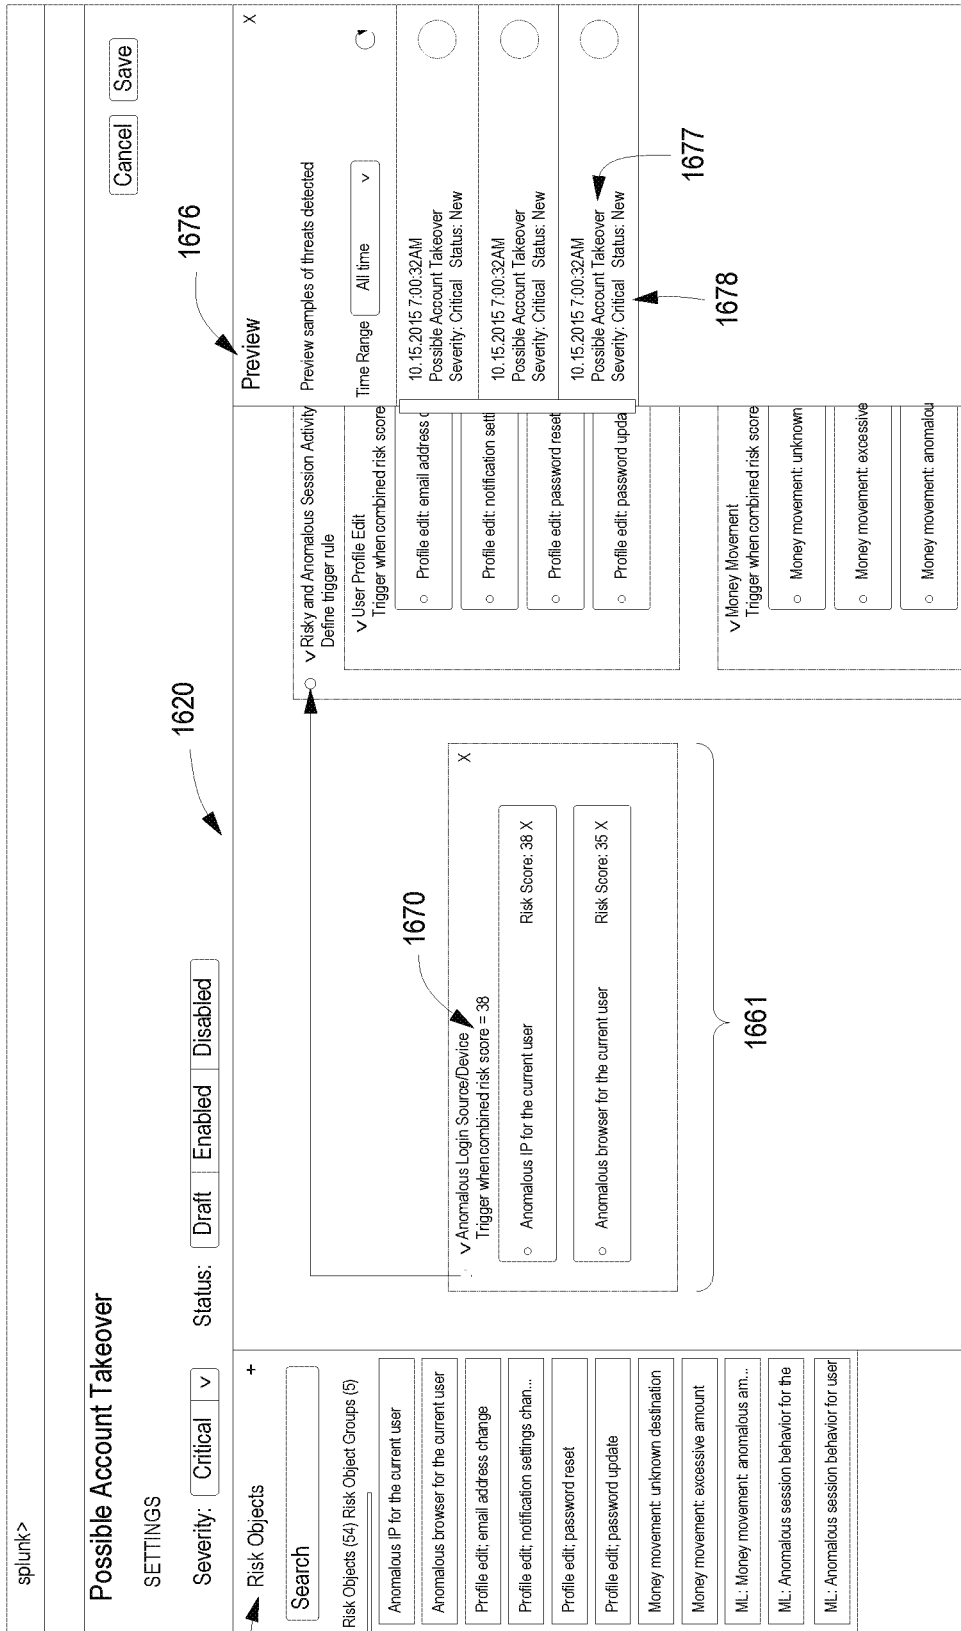 splunk>
Possible Account Takeover
Cancel
Save
SETTINGS
Severity: Critical v
Status: Draft Enabled Disabled
1620
1676
Risk Objects +
Search
Risk Objects (54) Risk Object Groups (5)
Anomalous IP for the current user
Anomalous browser for the current user
Profile edit; email address change
Profile edit; notification settings chan...
Profile edit; password reset
Profile edit; password update
Money movement: unknown destination
Money movement: excessive amount
ML: Money movement: anomalous am...
ML: Anomalous session behavior for the
ML: Anomalous session behavior for user
1670
v Anomalous Login Source/Device X
Trigger when combined risk score = 38
Anomalous IP for the current user Risk Score: 38 X
Anomalous browser for the current user Risk Score: 35 X
1661
v Risky and Anomalous Session Activity
Define trigger rule
v User Profile Edit
Trigger when combined risk score
Profile edit: email address c
Profile edit: notification sett
Profile edit: password reset
Profile edit: password upda
v Money Movement
Trigger when combined risk score
Money movement: unknown
Money movement: excessive
Money movement: anomalou
Preview X
Preview samples of threats detected
Time Range All time v
10.15.2015 7:00:32AM
Possible Account Takeover
Severity: Critical Status: New
10.15.2015 7:00:32AM
Possible Account Takeover
Severity: Critical Status: New
10.15.2015 7:00:32AM
Possible Account Takeover
Severity: Critical Status: New
1677
1678